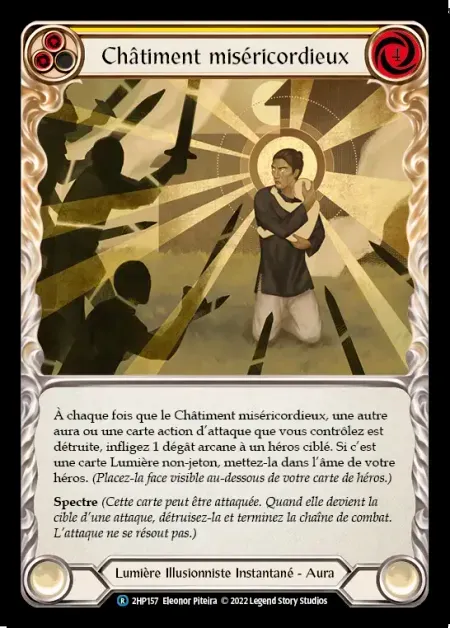 Châtiment miséricordieux
4
À chaque fois que le Châtiment miséricordieux, une autre
aura ou une carte action d'attaque que vous contrôlez est
détruite, infligez 1 dégât arcane à un héros ciblé. Si c'est
une carte Lumière non-jeton, mettez-la dans l'âme de votre
héros. (Placez-la face visible au-dessous de votre carte de héros.)
Spectre (Cette carte peut être attaquée. Quand elle devient la
cible d'une attaque, détruisez-la et terminez la chaîne de combat.
L'attaque ne se résout pas.)
Lumière Illusionniste Instantané - Aura
R 2HP157 Eleonor Piteira © 2022 Legend Story Studios